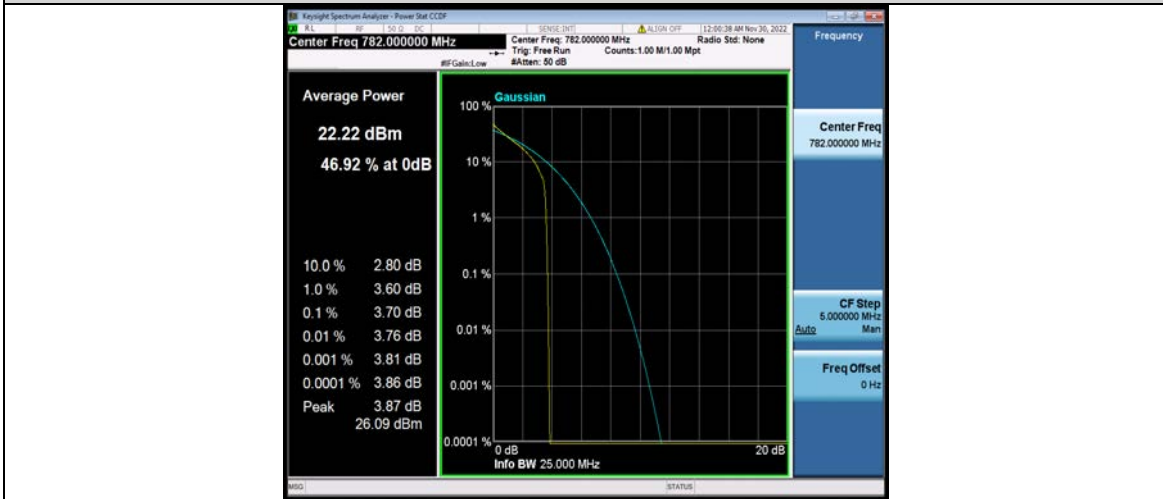 Keysight Spectrum Analyzer - Power Stat CCDF
RL RF 50 Ω DC SENSE:INT ALIGN OFF 12:00:38 AM Nov 30, 2022
Center Freq 782.000000 MHz
Center Freq: 782.000000 MHz Radio Std: None
Trig: Free Run Counts:1.00 M/1.00 Mpt
#IFGain:Low #Atten: 50 dB
Frequency
Average Power
22.22 dBm
46.92 % at 0dB
10.0 % 2.80 dB
1.0 % 3.60 dB
0.1 % 3.70 dB
0.01 % 3.76 dB
0.001 % 3.81 dB
0.0001 % 3.86 dB
Peak 3.87 dB
26.09 dBm
Gaussian
100 %
10 %
1 %
0.1 %
0.01 %
0.001 %
0.0001 %
0 dB 20 dB
Info BW 25.000 MHz
Center Freq
782.000000 MHz
CF Step
5.000000 MHz
Auto Man
Freq Offset
0 Hz
MSG STATUS